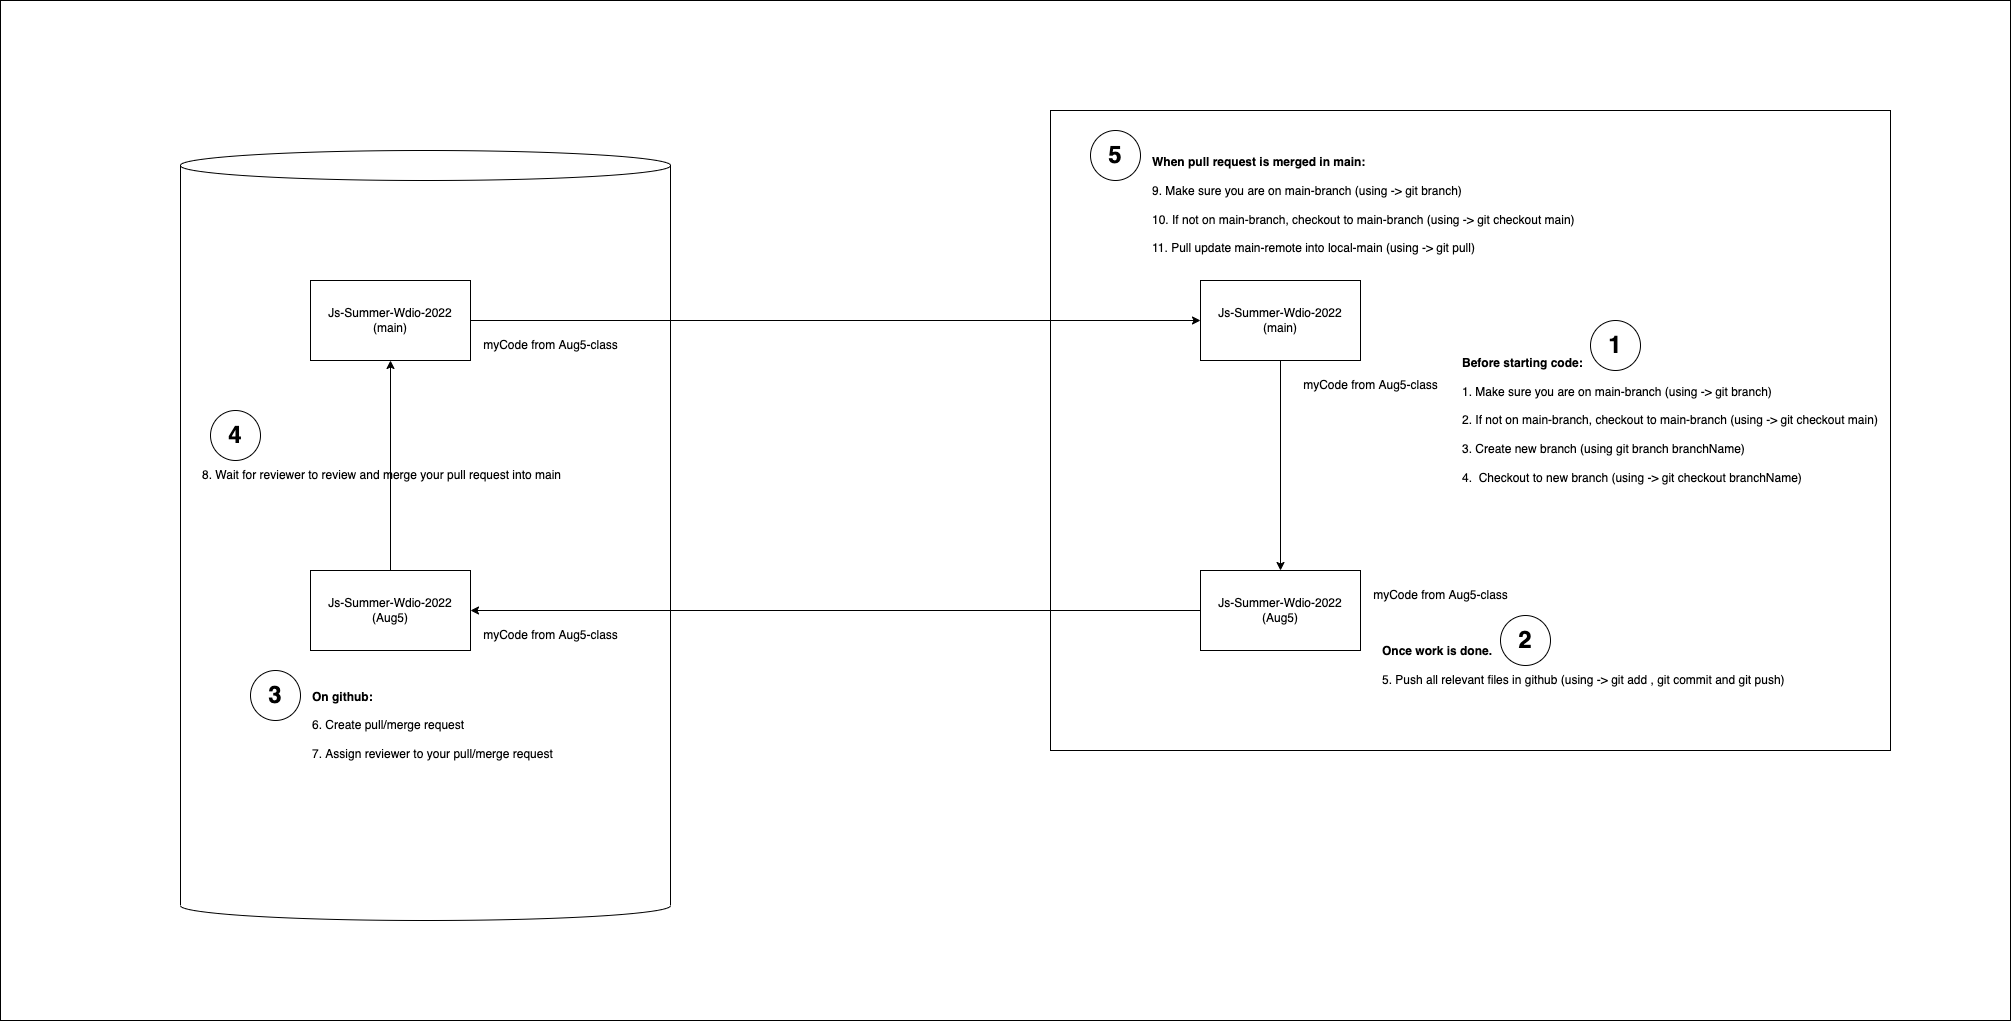 5
When pull request is merged in main:
9. Make sure you are on main-branch (using -> git branch)
10. If not on main-branch, checkout to main-branch (using -> git checkout main)
11. Pull update main-remote into local-main (using -> git pull)
Js-Summer-Wdio-2022
(main)
myCode from Aug5-class
Js-Summer-Wdio-2022
(main)
myCode from Aug5-class
1
Before starting code:
1. Make sure you are on main-branch (using -> git branch)
2. If not on main-branch, checkout to main-branch (using -> git checkout main)
3. Create new branch (using git branch branchName)
4.  Checkout to new branch (using -> git checkout branchName)
4
8. Wait for reviewer to review and merge your pull request into main
Js-Summer-Wdio-2022
(Aug5)
myCode from Aug5-class
Js-Summer-Wdio-2022
(Aug5)
myCode from Aug5-class
2
Once work is done.
5. Push all relevant files in github (using -> git add , git commit and git push)
3
On github:
6. Create pull/merge request
7. Assign reviewer to your pull/merge request